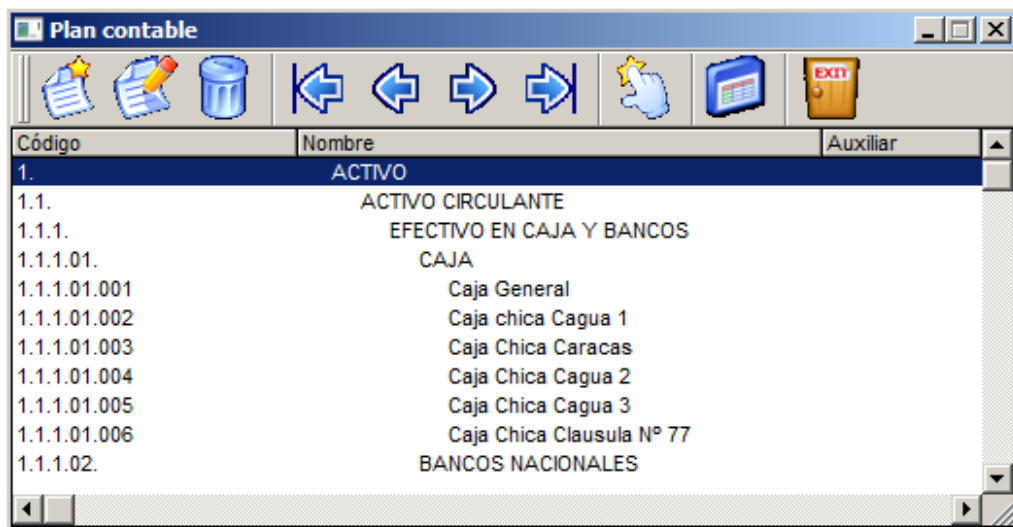 Plan contable
EXIT
Código Nombre Auxiliar
1. ACTIVO
1.1. ACTIVO CIRCULANTE
1.1.1. EFECTIVO EN CAJA Y BANCOS
1.1.1.01. CAJA
1.1.1.01.001 Caja General
1.1.1.01.002 Caja chica Cagua 1
1.1.1.01.003 Caja Chica Caracas
1.1.1.01.004 Caja Chica Cagua 2
1.1.1.01.005 Caja Chica Cagua 3
1.1.1.01.006 Caja Chica Clausula Nº 77
1.1.1.02. BANCOS NACIONALES